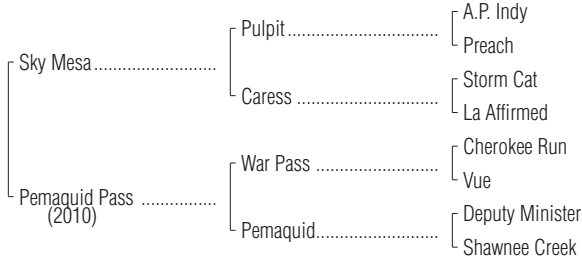 A.P. Indy
Pulpit
Preach
Sky Mesa
Storm Cat
Caress
La Affirmed
Cherokee Run
War Pass
Vue
Pemaquid Pass
(2010)
Deputy Minister
Pemaquid
Shawnee Creek